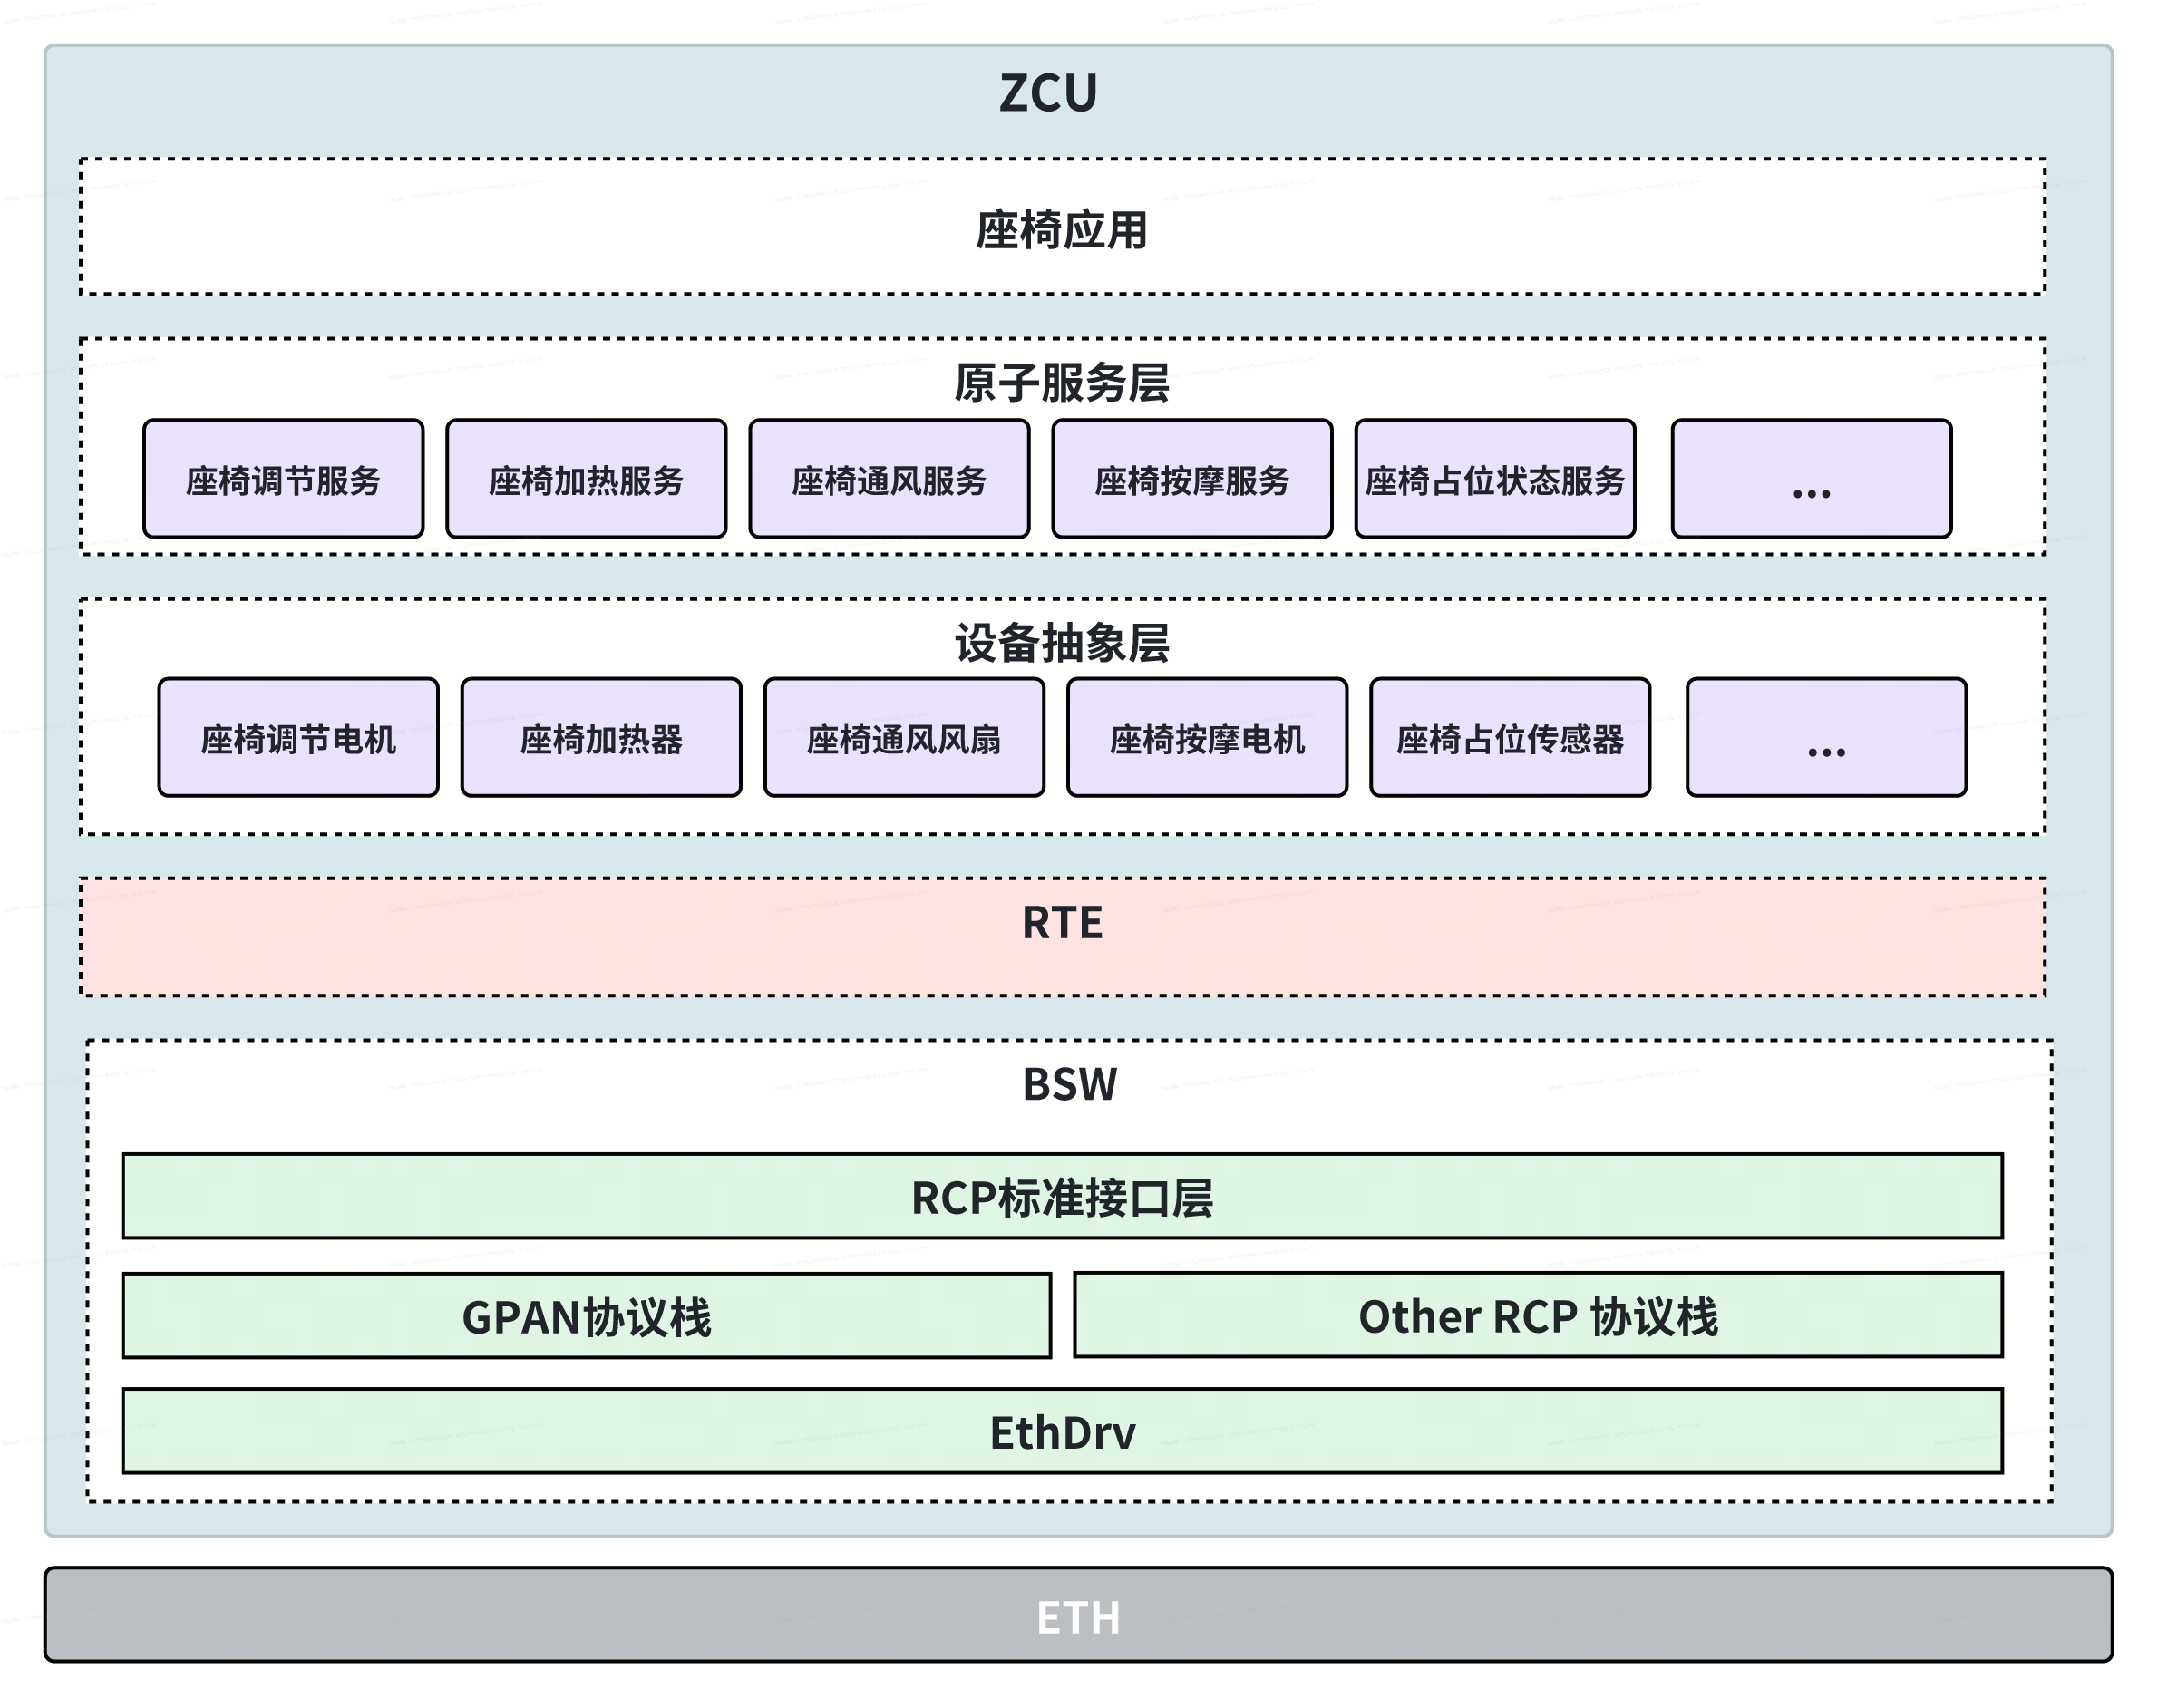 ZCU
座椅应用
原子服务层
座椅调节服务
座椅加热服务
座椅通风服务
座椅按摩服务
座椅占位状态服务
...
设备抽象层
座椅调节电机
座椅加热器
座椅通风风扇
座椅按摩电机
座椅占位传感器
...
RTE
BSW
RCP标准接口层
GPAN协议栈
Other RCP 协议栈
EthDrv
ETH